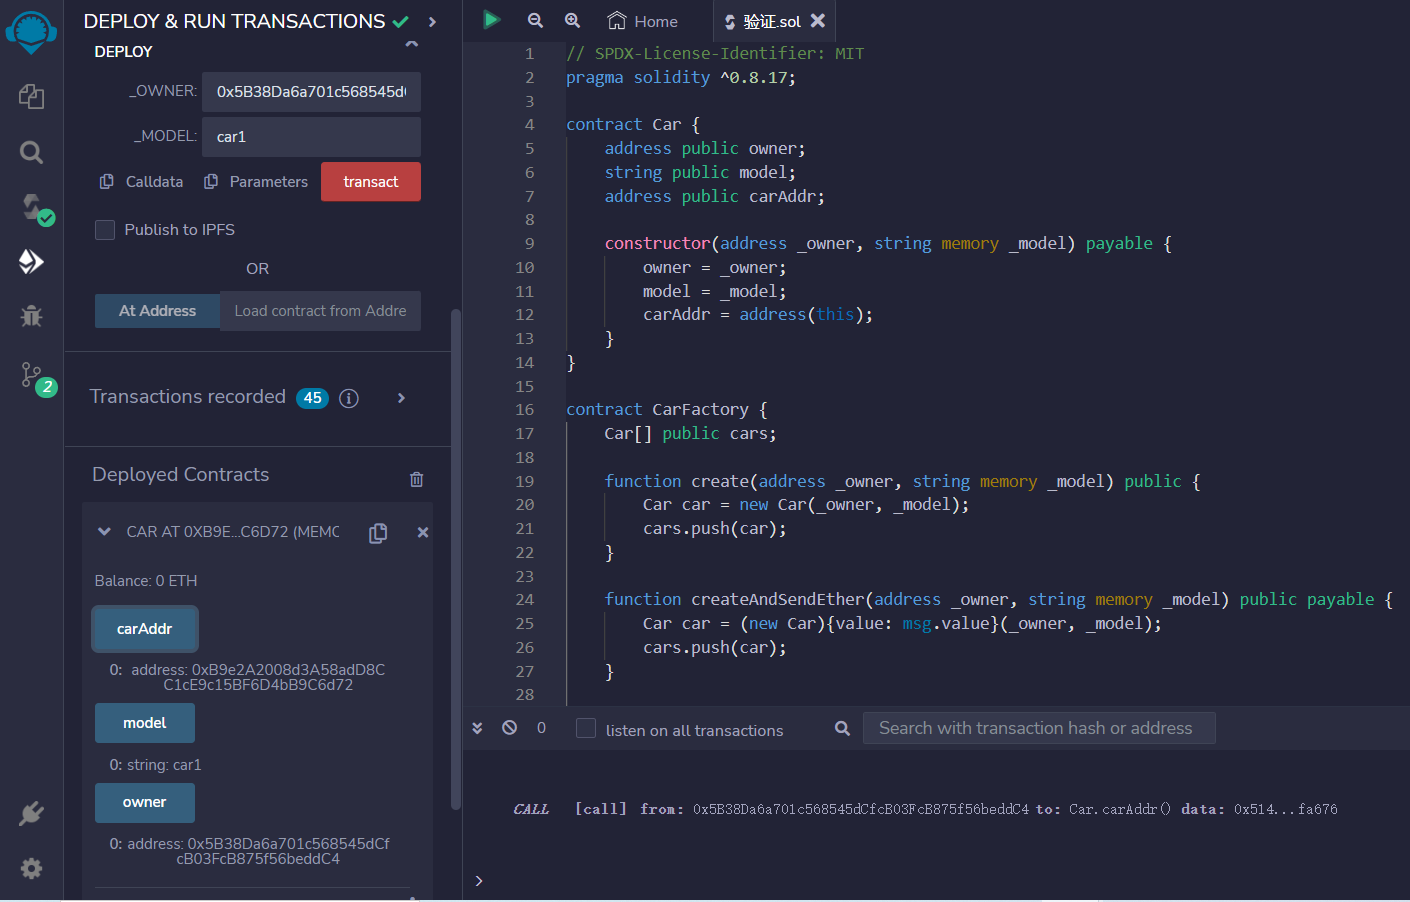 DEPLOY & RUN TRANSACTIONS
DEPLOY
_OWNER: 0x5B38Da6a701c568545d
_MODEL: car1
Calldata Parameters transact
Publish to IPFS
OR
At Address Load contract from Addre
Transactions recorded 45
2
Deployed Contracts
CAR AT 0XB9E...C6D72 (MEMO
Balance: 0 ETH
carAddr
0: address: 0xB9e2A2008d3A58adD8C
C1cE9c15BF6D4bB9C6d72
model
0: string: car1
owner
0: address: 0x5B38Da6a701c568545dCf
cB03FcB875f56beddC4
Home 验证.sol
1 // SPDX-License-Identifier: MIT
2 pragma solidity ^0.8.17;
3
4 contract Car {
5 address public owner;
6 string public model;
7 address public carAddr;
8
9 constructor(address _owner, string memory _model) payable {
10 owner = _owner;
11 model = _model;
12 carAddr = address(this);
13 }
14 }
15
16 contract CarFactory {
17 Car[] public cars;
18
19 function create(address _owner, string memory _model) public {
20 Car car = new Car(_owner, _model);
21 cars.push(car);
22 }
23
24 function createAndSendEther(address _owner, string memory _model) public payable {
25 Car car = (new Car){value: msg.value}(_owner, _model);
26 cars.push(car);
27 }
28
0 listen on all transactions Search with transaction hash or address
CALL [call] from: 0x5B38Da6a701c568545dCfcB03FcB875f56beddC4 to: Car.carAddr() data: 0x514...fa676
>